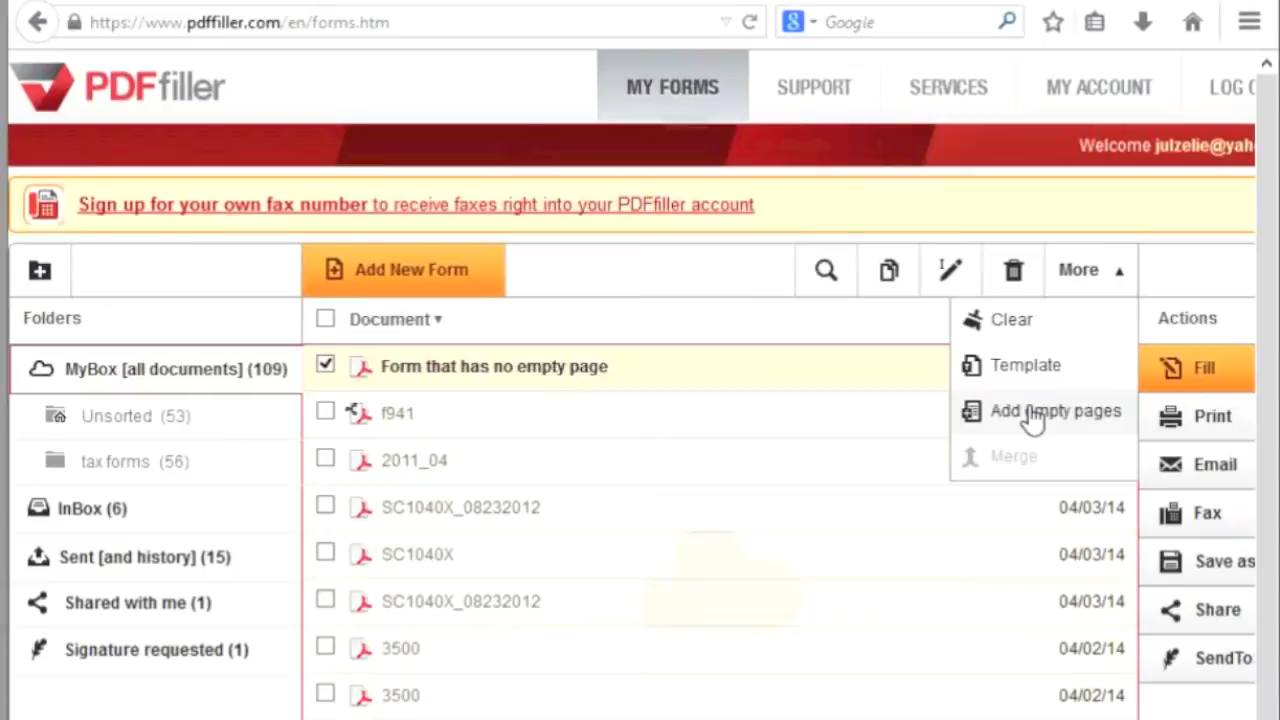 https://www.pdffiller.com/en/forms.htm
Google
PDFfiller
MY FORMS
SUPPORT
SERVICES
MY ACCOUNT
LOG
Welcome julzelie@yah
Sign up for your own fax number to receive faxes right into your PDFfiller account
Add New Form
More
Folders
Document
Clear
Actions
MyBox [all documents] (109)
Form that has no empty page
Template
Fill
Unsorted (53)
f941
Add empty pages
Print
tax forms (56)
2011_04
Merge
Email
InBox (6)
SC1040X_08232012
04/03/14
Fax
Sent [and history] (15)
SC1040X
04/03/14
Save as
Shared with me (1)
SC1040X_08232012
04/03/14
Share
Signature requested (1)
3500
04/02/14
SendTo
3500
04/02/14